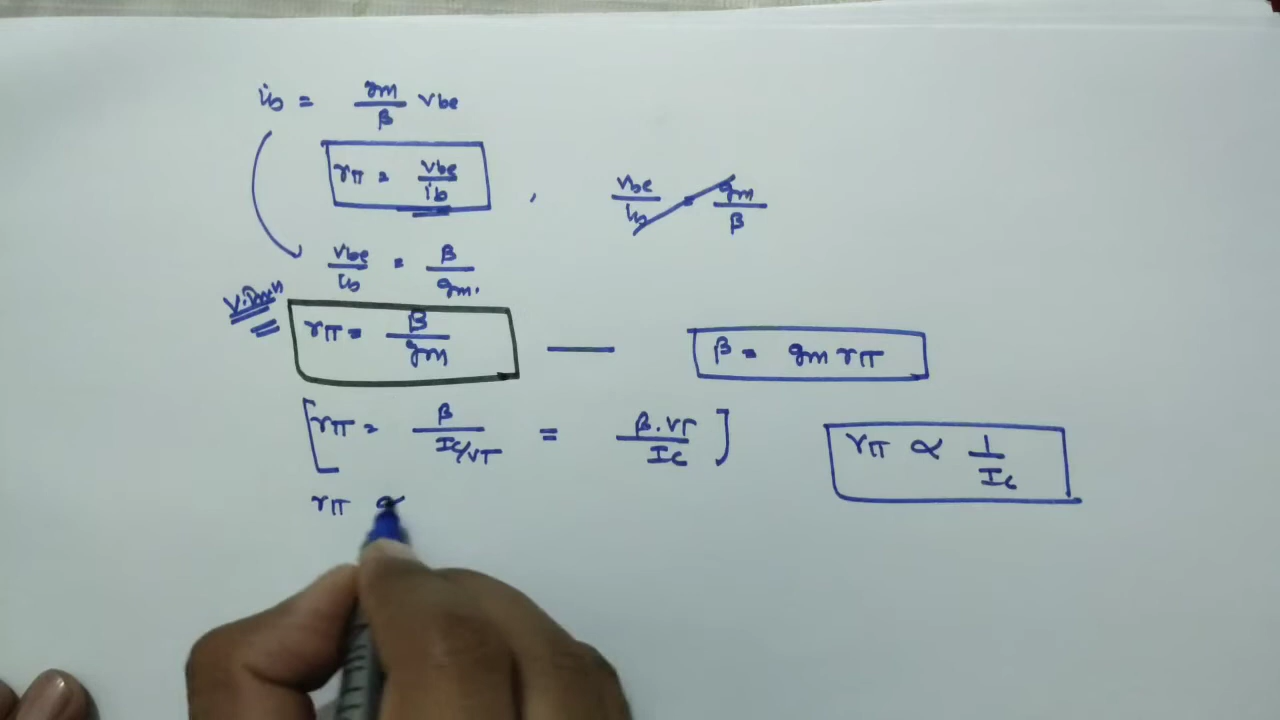 ib = gm/β vbe
rπ = vbe/ib , vbe/ib = gm/β
vbe/ib = β/gm.
V.Imn
rπ = β/gm — β = gm rπ
[rπ = β/Ic/VT = β.VT/Ic] rπ ∝ 1/Ic
rπ ∝